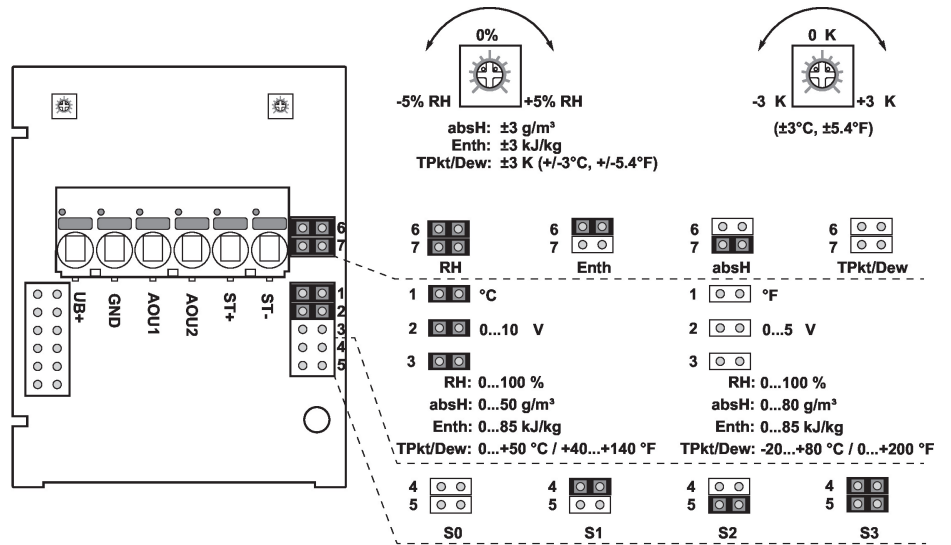 0%
-5% RH +5% RH
absH: ±3 g/m³
Enth: ±3 kJ/kg
TPkt/Dew: ±3 K (+/-3°C, +/-5.4°F)
0 K
-3 K +3 K
(±3°C, ±5.4°F)
6
7
UB+
GND
AOU1
AOU2
ST+
ST-
1
2
3
4
5
6
7
RH
6
7
Enth
6
7
absH
6
7
TPkt/Dew
1 °C
2 0...10 V
3
RH: 0...100 %
absH: 0...50 g/m³
Enth: 0...85 kJ/kg
TPkt/Dew: 0...+50 °C / +40...+140 °F
1 °F
2 0...5 V
3
RH: 0...100 %
absH: 0...80 g/m³
Enth: 0...85 kJ/kg
TPkt/Dew: -20...+80 °C / 0...+200 °F
4
5
S0
4
5
S1
4
5
S2
4
5
S3